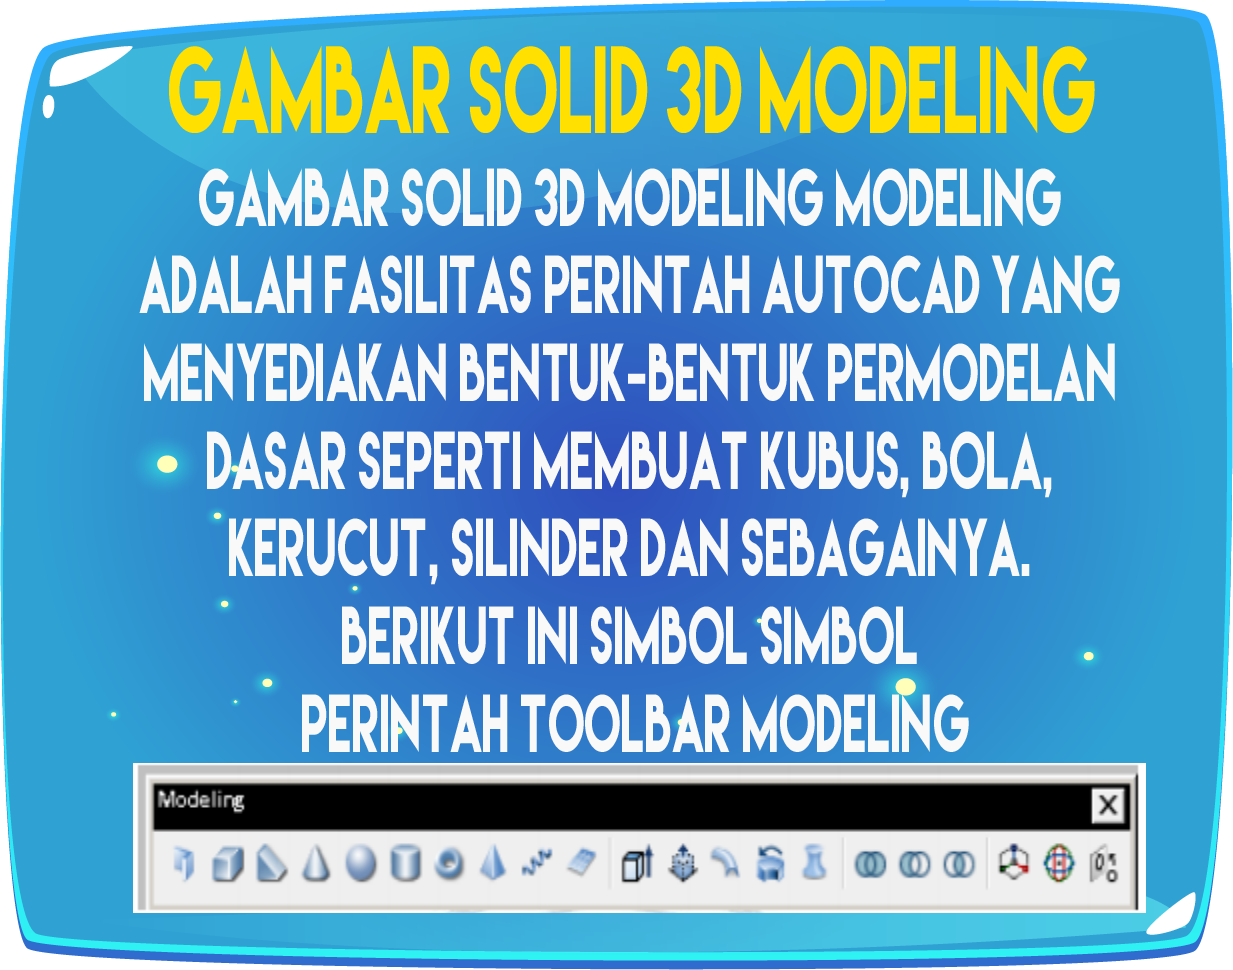 GAMBAR SOLID 3D MODELING
GAMBAR SOLID 3D MODELING MODELING
ADALAH FASILITAS PERINTAH AUTOCAD YANG
MENYEDIAKAN BENTUK-BENTUK PERMODELAN
DASAR SEPERTI MEMBUAT KUBUS, BOLA,
KERUCUT, SILINDER DAN SEBAGAINYA.
BERIKUT INI SIMBOL SIMBOL
PERINTAH TOOLBAR MODELING
Modeling
X